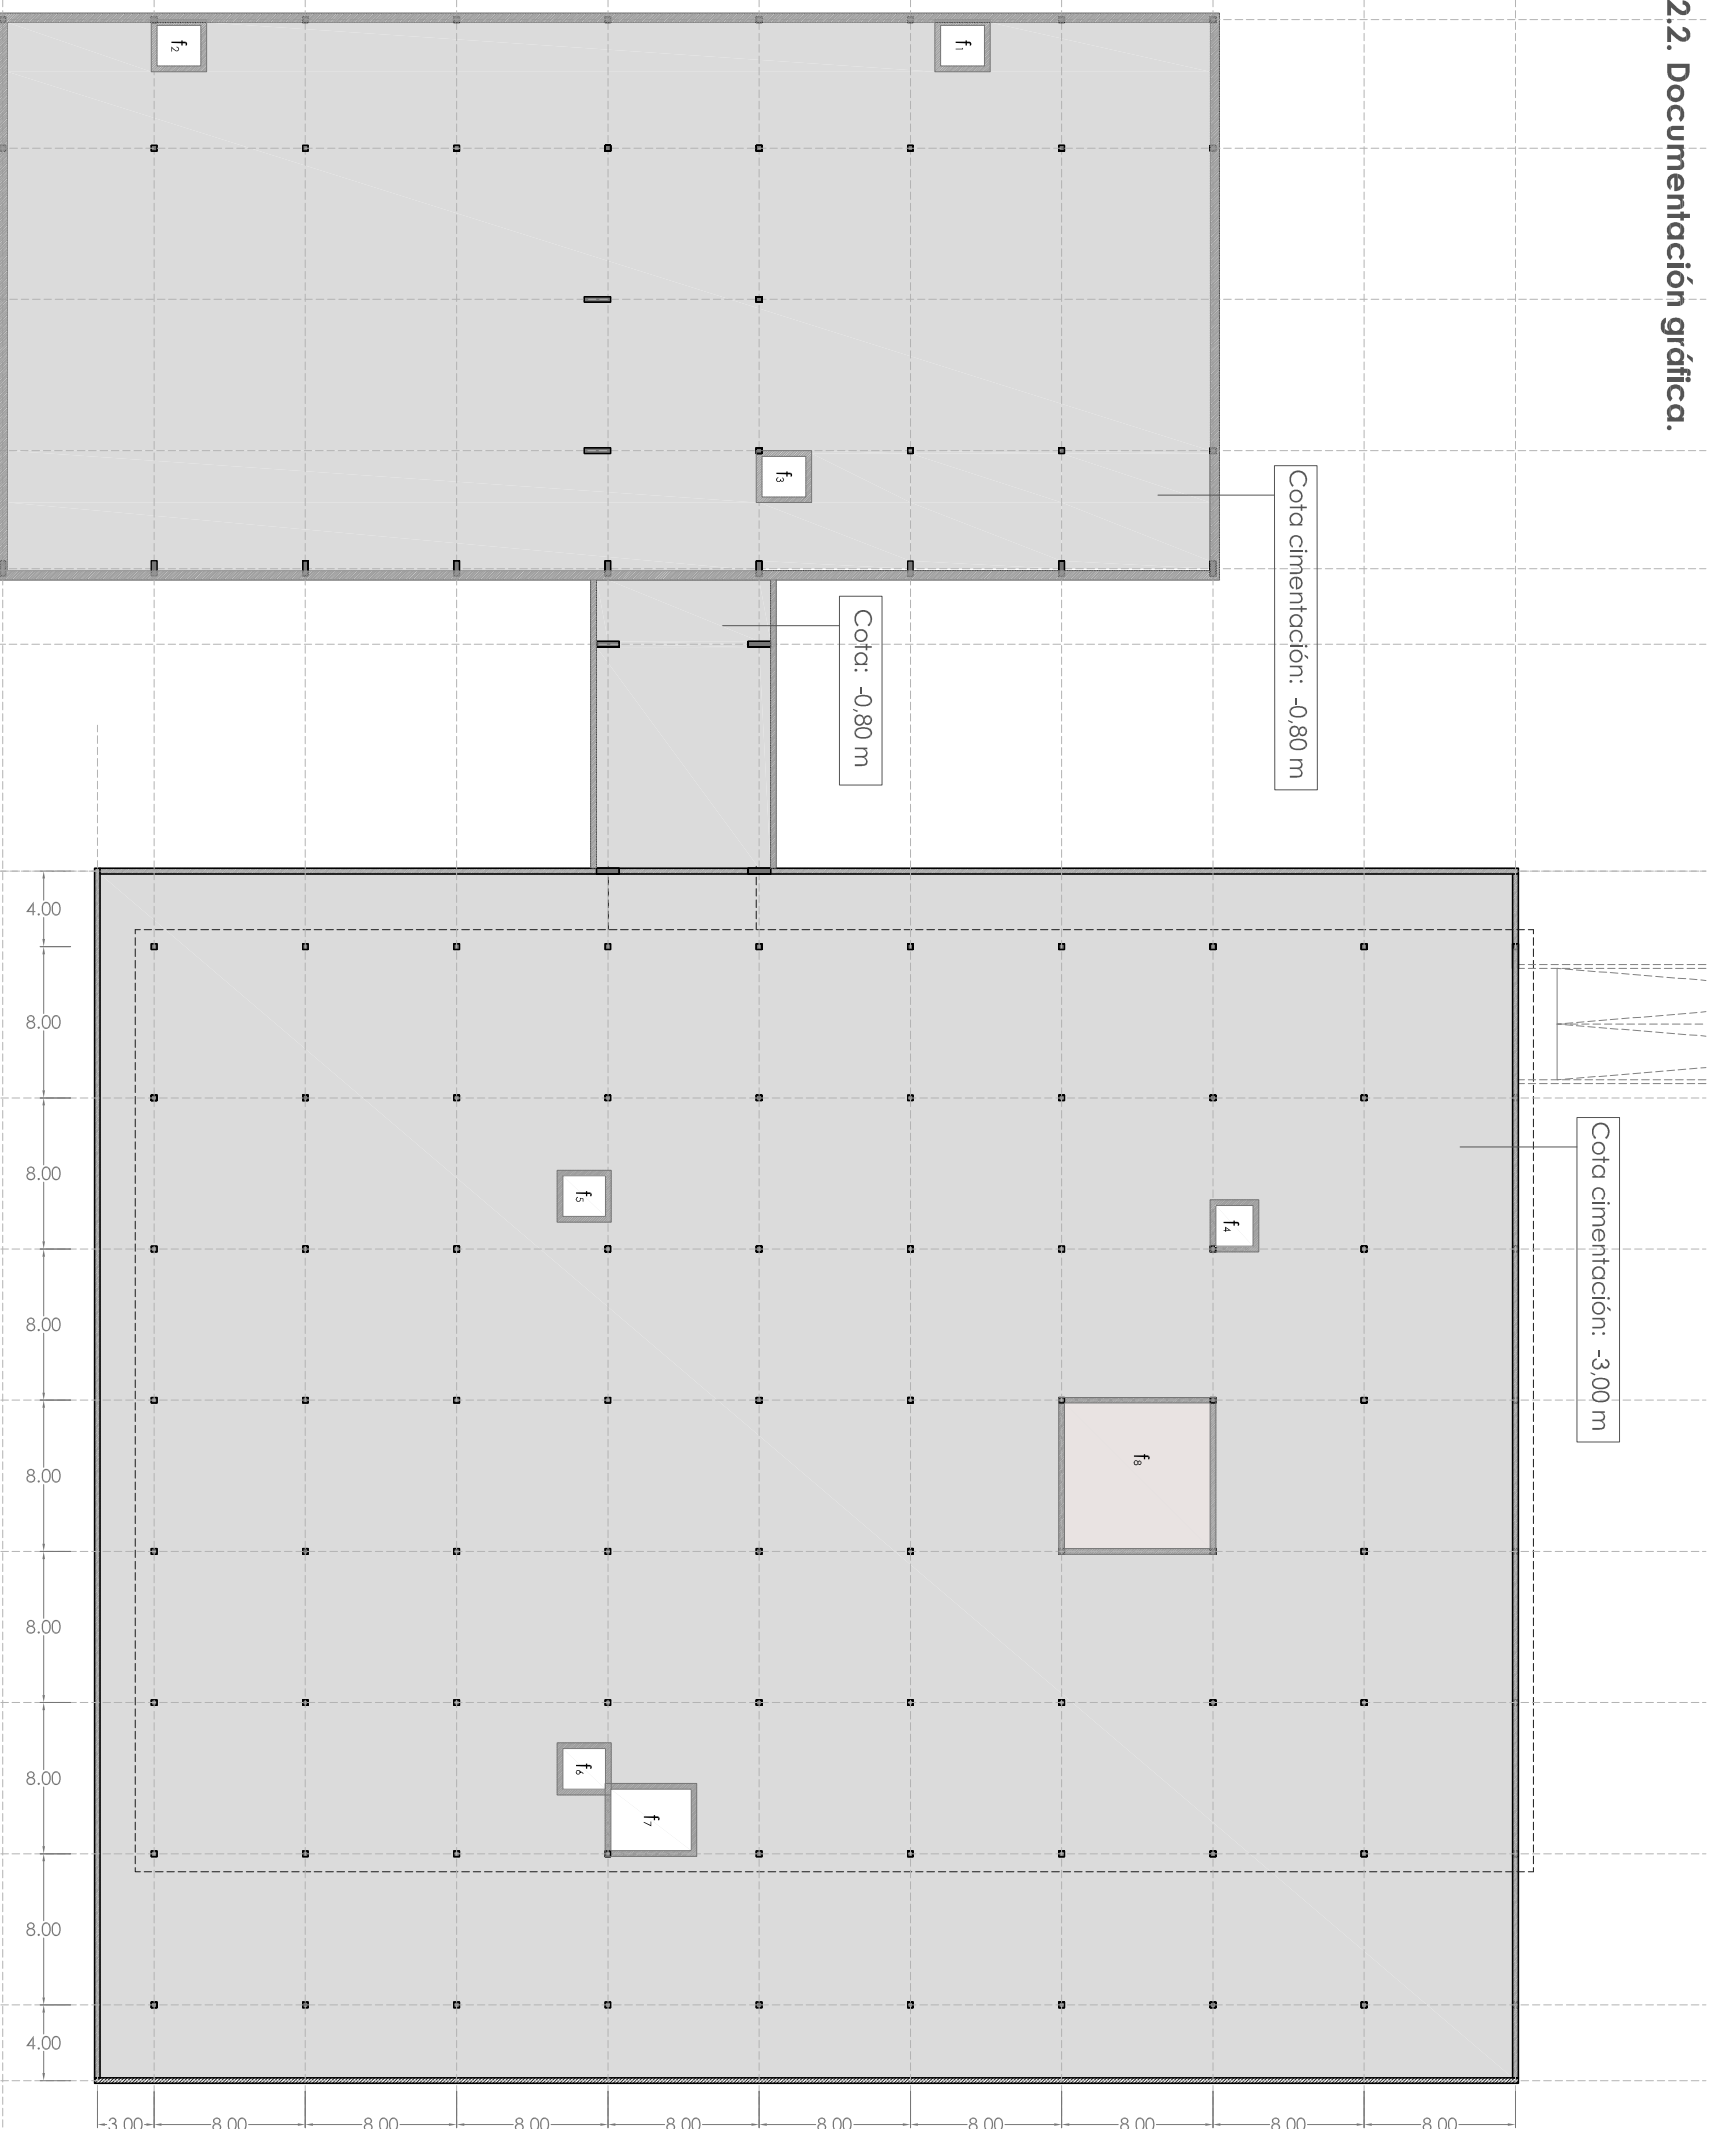 2.2. Documentación gráfica.
f2
f1
f3
Cota cimentación: -0,80 m
Cota: -0,80 m
4.00
8.00
8.00
8.00
8.00
8.00
8.00
8.00
4.00
f5
f4
Cota cimentación: -3,00 m
f8
f6
f7
3.00
8.00
8.00
8.00
8.00
8.00
8.00
8.00
8.00
8.00